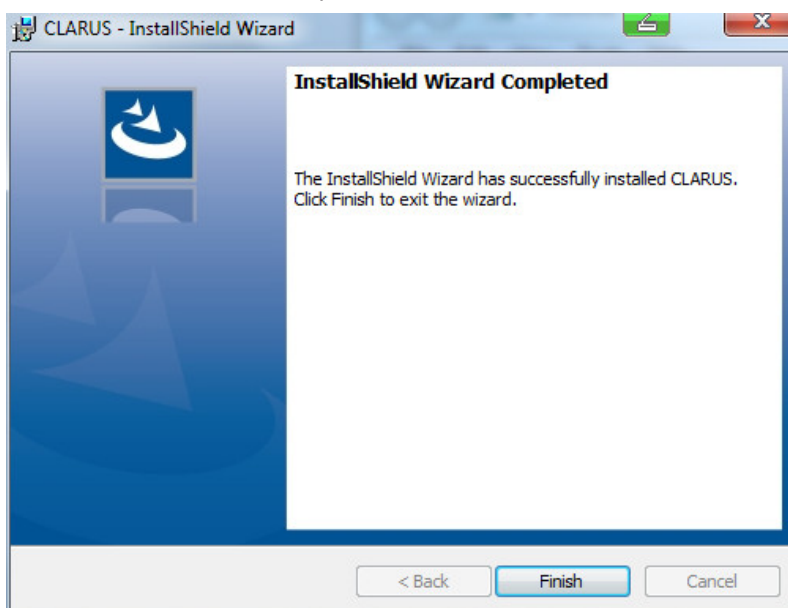 CLARUS - InstallShield Wizard
InstallShield Wizard Completed
The InstallShield Wizard has successfully installed CLARUS.
Click Finish to exit the wizard.
< Back
Finish
Cancel